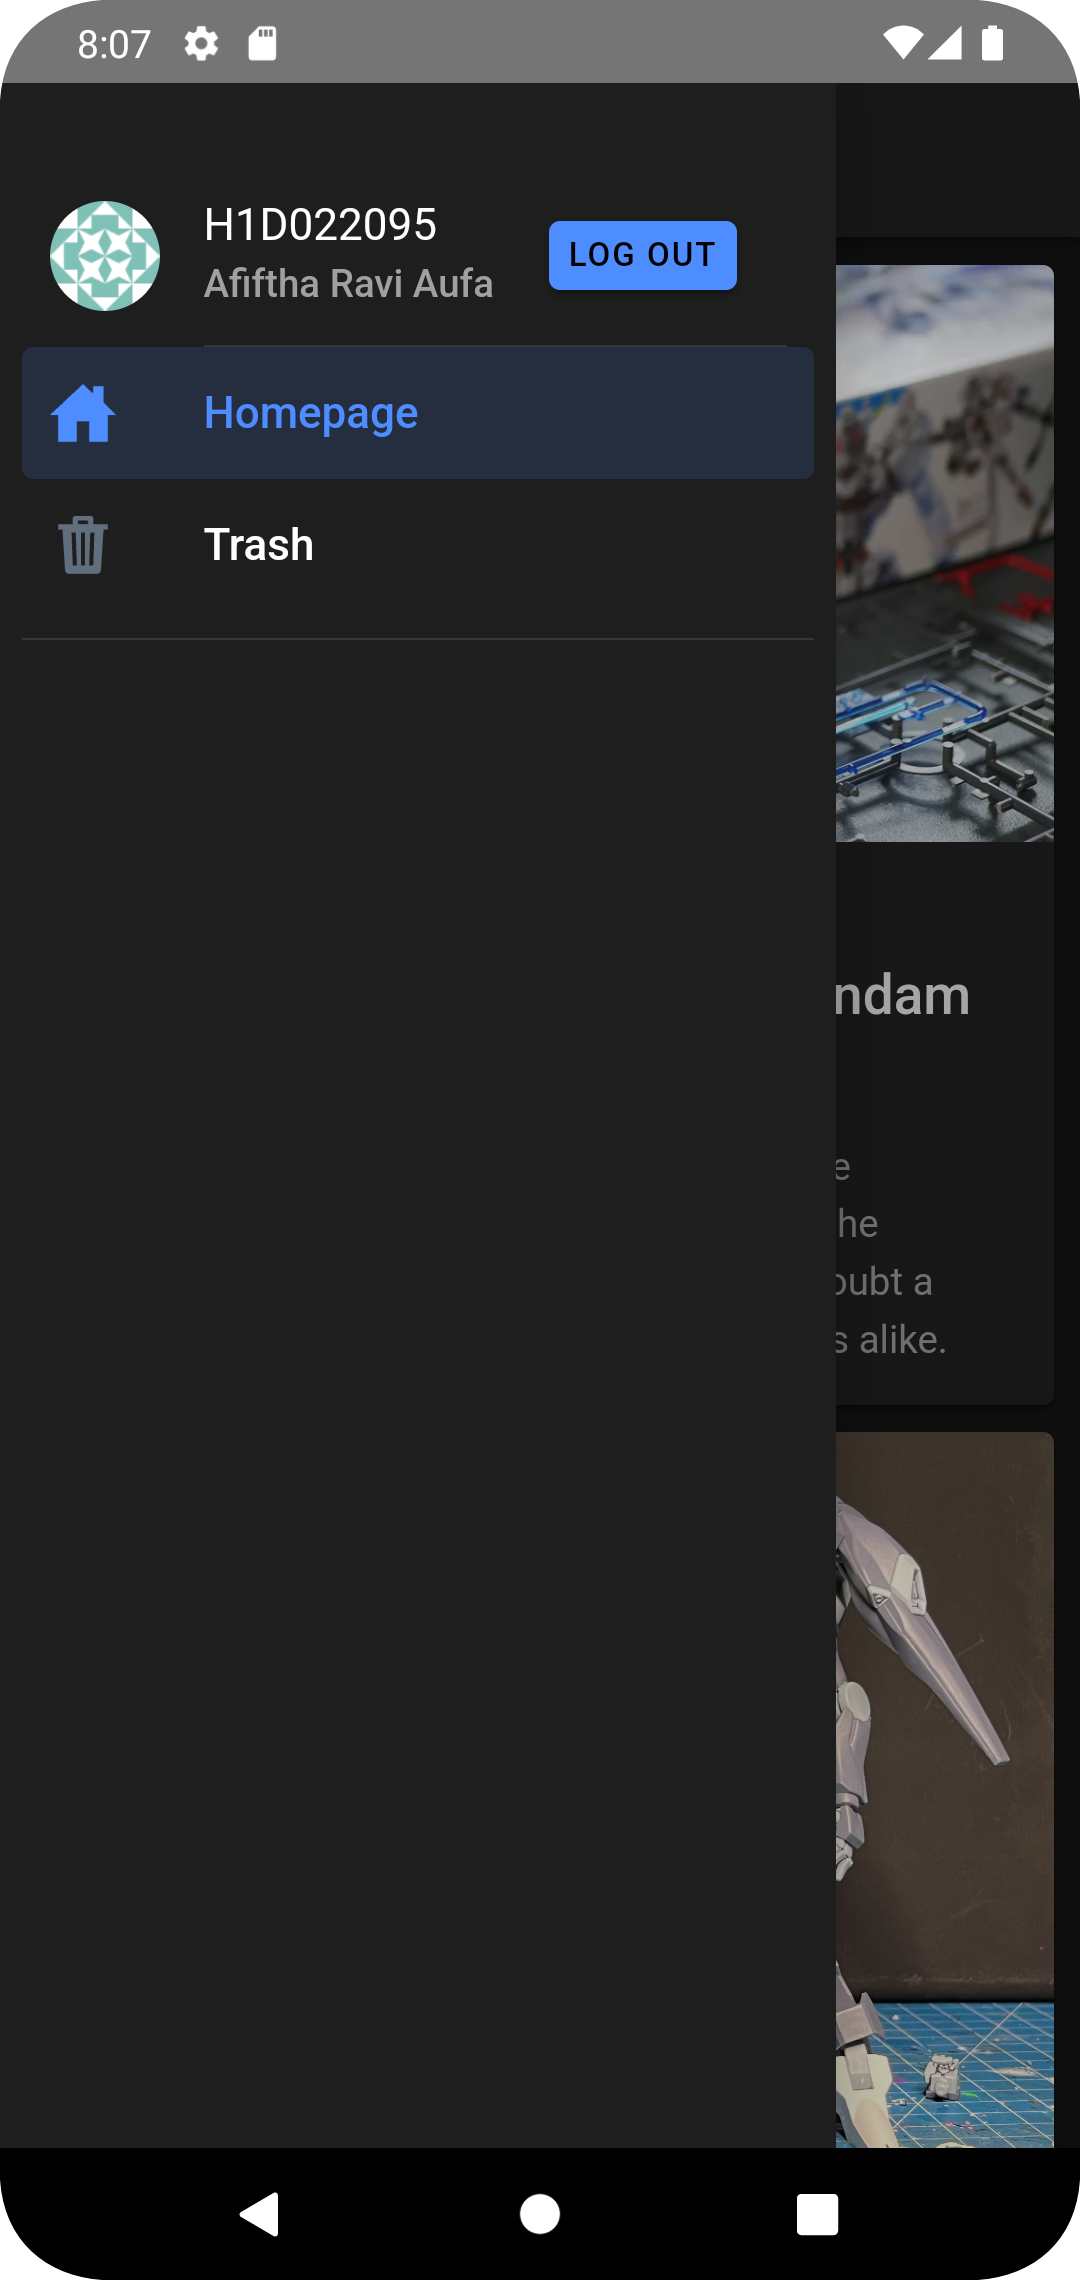 8:07
H1D022095
Afiftha Ravi Aufa
LOG OUT
Homepage
Trash
ndam
e
he
oubt a
s alike.